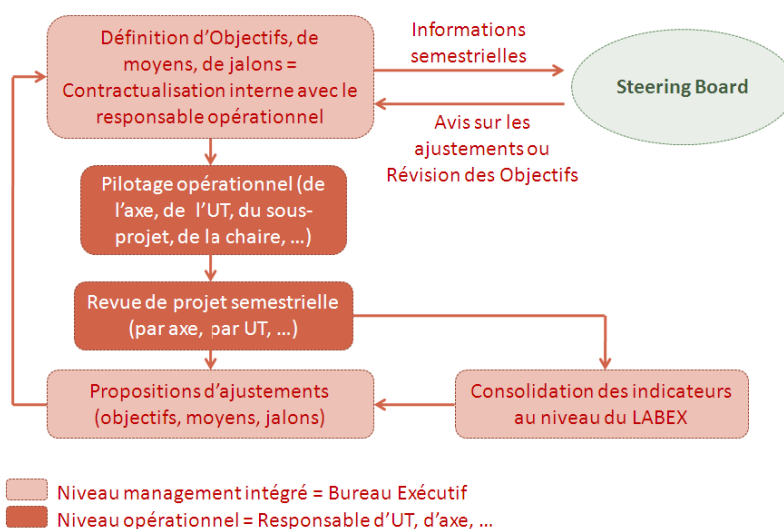 Définition d'Objectifs, de
moyens, de jalons =
Contractualisation interne avec le
responsable opérationnel
Informations
semestrielles
Steering Board
Avis sur les
ajustements ou
Révision des Objectifs
Pilotage opérationnel (de
l'axe, de l'UT, du sous-
projet, de la chaire, ...)
Revue de projet semestrielle
(par axe, par UT, ...)
Propositions d'ajustements
(objectifs, moyens, jalons)
Consolidation des indicateurs
au niveau du LABEX
Niveau management intégré = Bureau Exécutif
Niveau opérationnel = Responsable d'UT, d'axe, ...